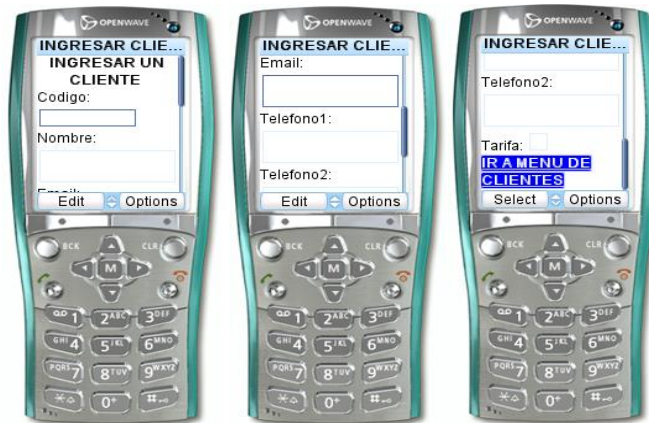 OPENWAVE
INGRESAR CLIE...
INGRESAR UN
CLIENTE
Codigo:
Nombre:
Email:
Edit Options
BCK CLR
M
1 2ABC 3DEF
GHI4 5JKL 6MNO
PQRS7 8TUV 9WXYZ
* 0+ #
OPENWAVE
INGRESAR CLIE...
Email:
Telefono1:
Telefono2:
Edit Options
BCK CLR
M
1 2ABC 3DEF
GHI4 5JKL 6MNO
PQRS7 8TUV 9WXYZ
* 0+ #
OPENWAVE
INGRESAR CLIE...
Telefono2:
Tarifa:
IR A MENU DE
CLIENTES
Select Options
BCK CLR
M
1 2ABC 3DEF
GHI4 5JKL 6MNO
PQRS7 8TUV 9WXYZ
* 0+ #